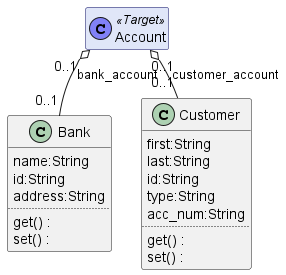 C «Target»
Account
0..1 0..1
bank_account customer_account
0..1 0..1
C Bank
name:String
id:String
address:String
get() :
set() :
C Customer
first:String
last:String
id:String
type:String
acc_num:String
get() :
set() :